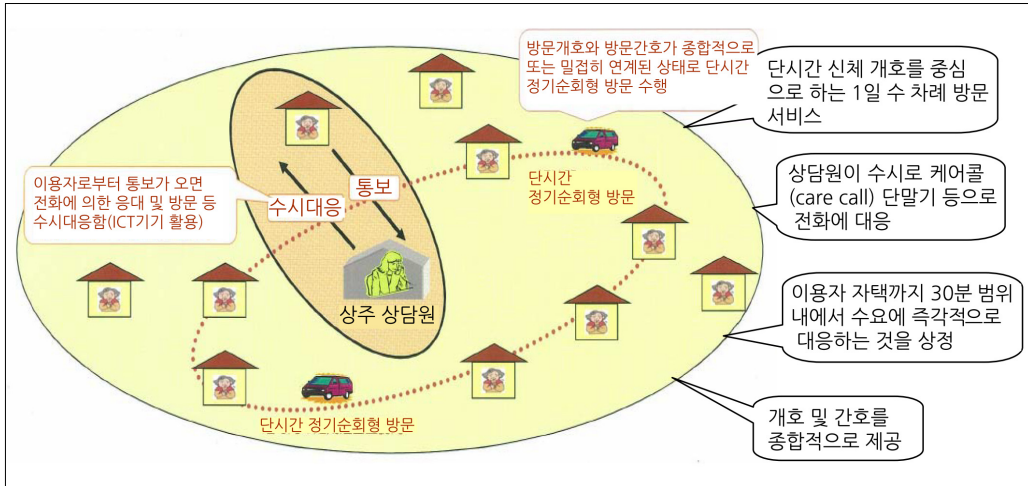 방문개호와 방문간호가 종합적으로
또는 밀접히 연계된 상태로 단시간
정기순회형 방문 수행
단시간 신체 개호를 중심
으로 하는 1일 수 차례 방문
서비스
이용자로부터 통보가 오면
전화에 의한 응대 및 방문 등
수시대응함(ICT기기 활용)
통보
수시대응
단시간
정기순회형 방문
상담원이 수시로 케어콜
(care call) 단말기 등으로
전화에 대응
상주 상담원
이용자 자택까지 30분 범위
내에서 수요에 즉각적으로
대응하는 것을 상정
단시간 정기순회형 방문
개호 및 간호를
종합적으로 제공